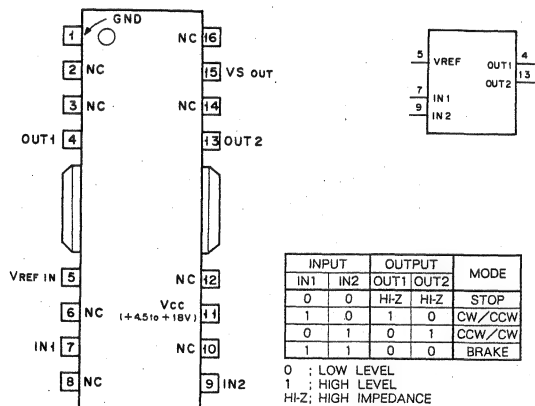 GND
1
NC 16
2 NC
15 VS OUT
3 NC
NC 14
OUT1 4
13 OUT2
VREF IN 5
NC 12
6 NC
VCC
(+4.5 to +18V)
11
IN1 7
NC 10
8 NC
9 IN2
5 VREF OUT1 4
OUT2 13
7 IN1
9 IN2
INPUT OUTPUT MODE
IN1 IN2 OUT1 OUT2
0 0 HI-Z HI-Z STOP
1 0 1 0 CW/CCW
0 1 0 1 CCW/CW
1 1 0 0 BRAKE
0 ; LOW LEVEL
1 ; HIGH LEVEL
HI-Z; HIGH IMPEDANCE